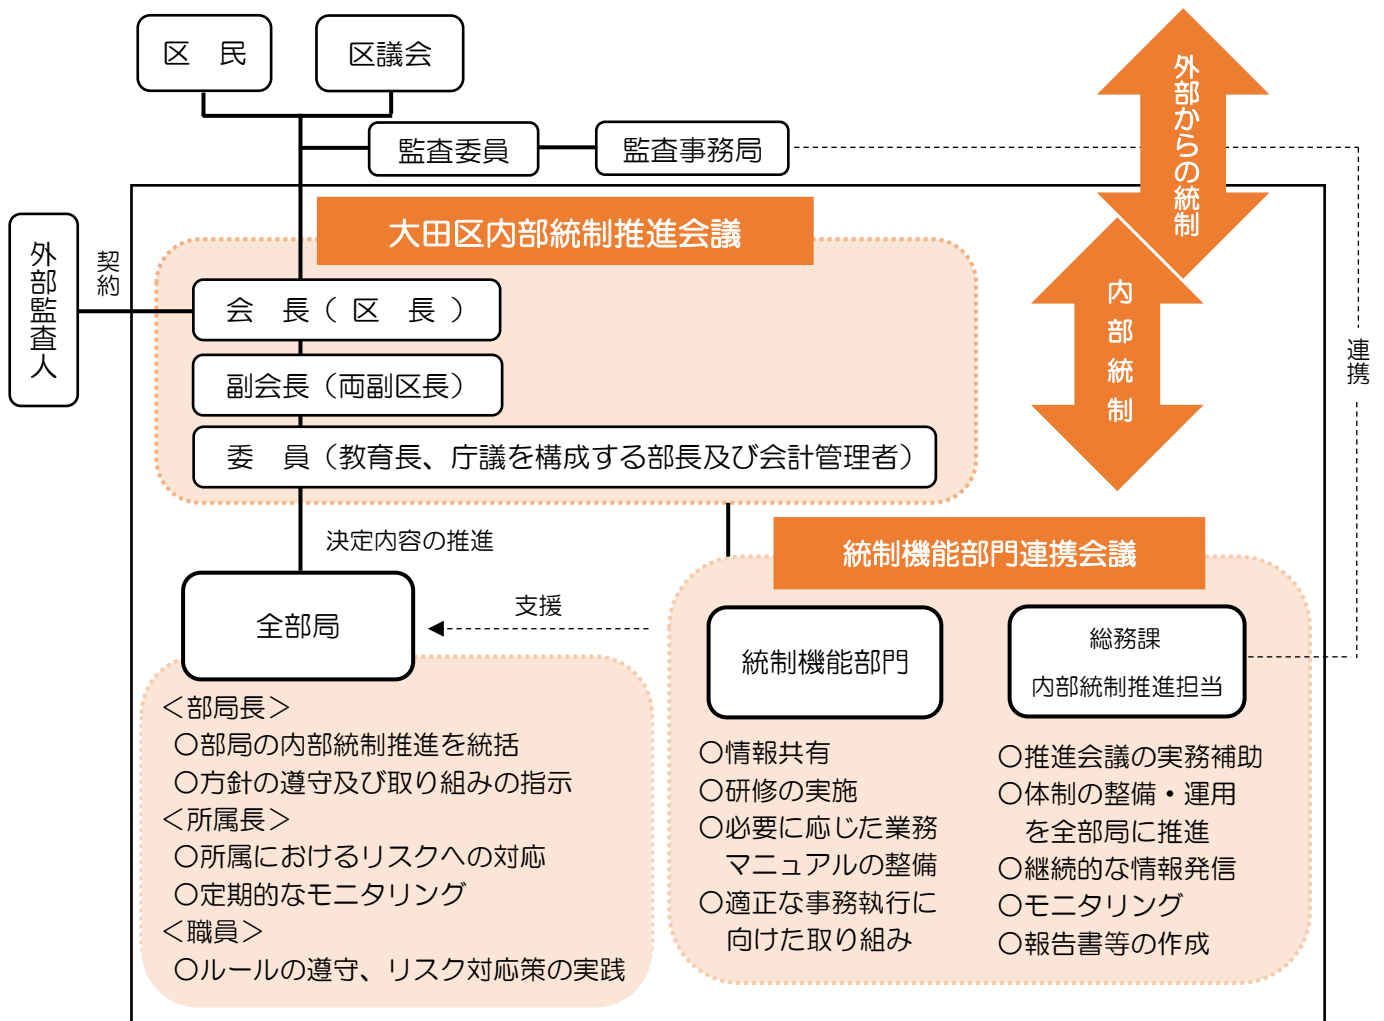 区　民
区議会
監査委員
監査事務局
外部からの統制
大田区内部統制推進会議
外部監査人
契約
会　長（ 区　長 ）
副会長（両副区長）
委　員（教育長、庁議を構成する部長及び会計管理者）
内部統制
連携
決定内容の推進
統制機能部門連携会議
全部局
支援
＜部局長＞
〇部局の内部統制推進を統括
〇方針の遵守及び取り組みの指示
＜所属長＞
〇所属におけるリスクへの対応
〇定期的なモニタリング
＜職員＞
〇ルールの遵守、リスク対応策の実践
統制機能部門
〇情報共有
〇研修の実施
〇必要に応じた業務
マニュアルの整備
〇適正な事務執行に
向けた取り組み
総務課
内部統制推進担当
〇推進会議の実務補助
〇体制の整備・運用
を全部局に推進
〇継続的な情報発信
〇モニタリング
〇報告書等の作成